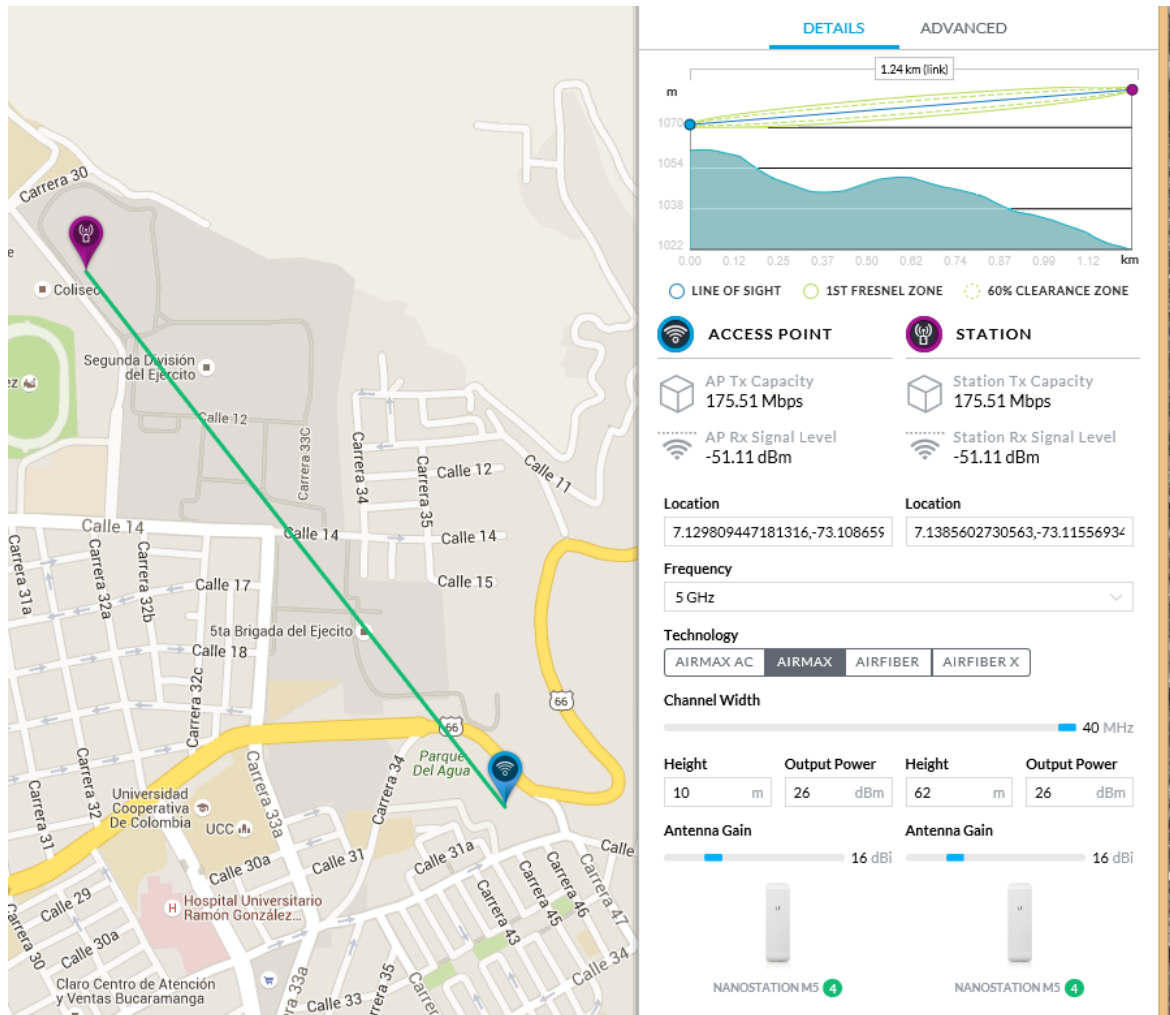 Carrera 30
e
Coliseo
Segunda División
del Ejercito
ez
Calle 12
Carrera 33C
Carrera 34
Carrera 35
Calle 12
Calle 11
Calle 14
Calle 14
Calle 14
Carrera 31a
Carrera 32a
Carrera 32b
Calle 17
Calle 15
5ta Brigada del Ejecito
Calle 18
Carrera 32c
66
66
Parque
Del Agua
Carrera 34
Carrera 33a
Carrera 32
Carrera 31
Universidad
Cooperativa
De Colombia
UCC
Calle 30a
Calle 31
Calle 31a
Calle
Carrera 47
Carrera 46
Carrera 45
Carrera 43
Calle 29
H Hospital Universitario
Ramón González...
Carrera 30
Calle 30a
Calle 34
Claro Centro de Atención
y Ventas Bucaramanga
ra 33a
Calle 33
rera 35
Carrer
DETAILS ADVANCED
1.24 km (link)
m
1070
1054
1038
1022
0.00 0.12 0.25 0.37 0.50 0.62 0.74 0.87 0.99 1.12 km
LINE OF SIGHT 1ST FRESNEL ZONE 60% CLEARANCE ZONE
ACCESS POINT STATION
AP Tx Capacity Station Tx Capacity
175.51 Mbps 175.51 Mbps
AP Rx Signal Level Station Rx Signal Level
-51.11 dBm -51.11 dBm
Location Location
7.129809447181316,-73.108659 7.1385602730563,-73.11556934
Frequency
5 GHz
Technology
AIRMAX AC AIRMAX AIRFIBER AIRFIBER X
Channel Width
40 MHz
Height Output Power Height Output Power
10 m 26 dBm 62 m 26 dBm
Antenna Gain Antenna Gain
16 dBi 16 dBi
NANOSTATION M5 4 NANOSTATION M5 4